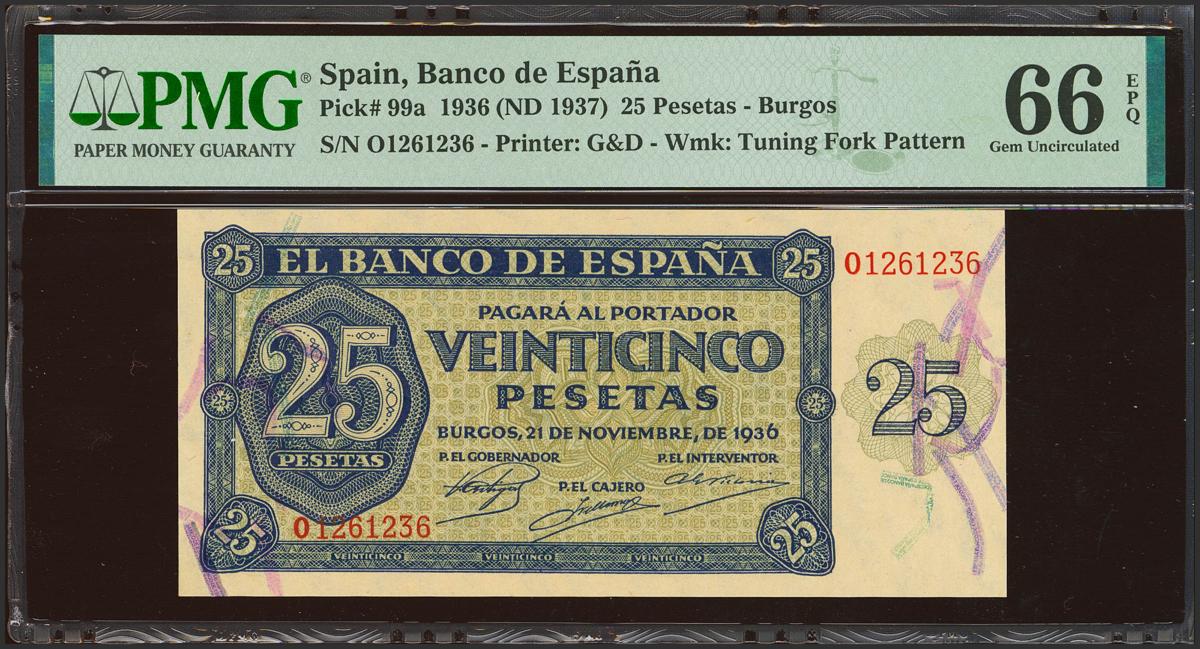 PMG®
PAPER MONEY GUARANTY
Spain, Banco de España
Pick# 99a 1936 (ND 1937) 25 Pesetas - Burgos
S/N O1261236 - Printer: G&D - Wmk: Tuning Fork Pattern
66 EPQ
Gem Uncirculated
25 EL BANCO DE ESPAÑA 25
O1261236
PAGARÁ AL PORTADOR
VEINTICINCO
PESETAS
25
PESETAS
25
25
25
BURGOS, 21 DE NOVIEMBRE, DE 1936
P. EL GOBERNADOR
P. EL INTERVENTOR
P. EL CAJERO
O1261236
25
25
VEINTICINCO VEINTICINCO VEINTICINCO